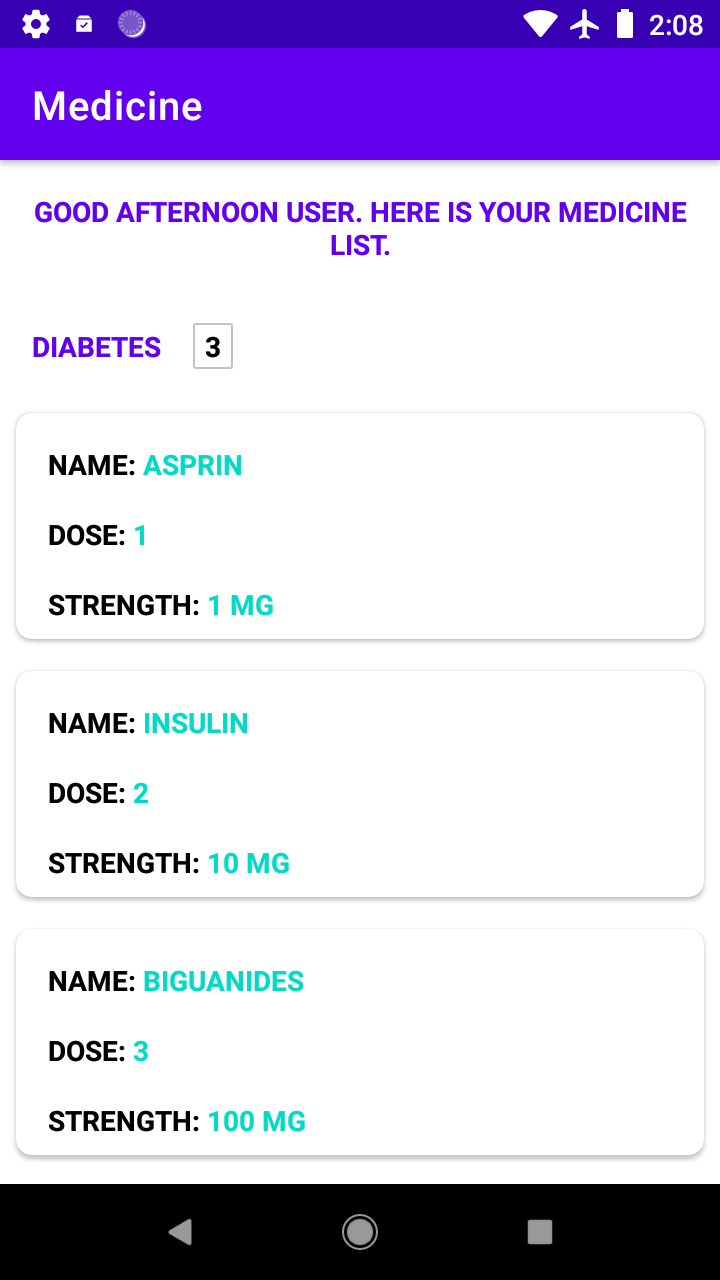 2:08
Medicine
GOOD AFTERNOON USER. HERE IS YOUR MEDICINE
LIST.
DIABETES 3
NAME: ASPRIN
DOSE: 1
STRENGTH: 1 MG
NAME: INSULIN
DOSE: 2
STRENGTH: 10 MG
NAME: BIGUANIDES
DOSE: 3
STRENGTH: 100 MG